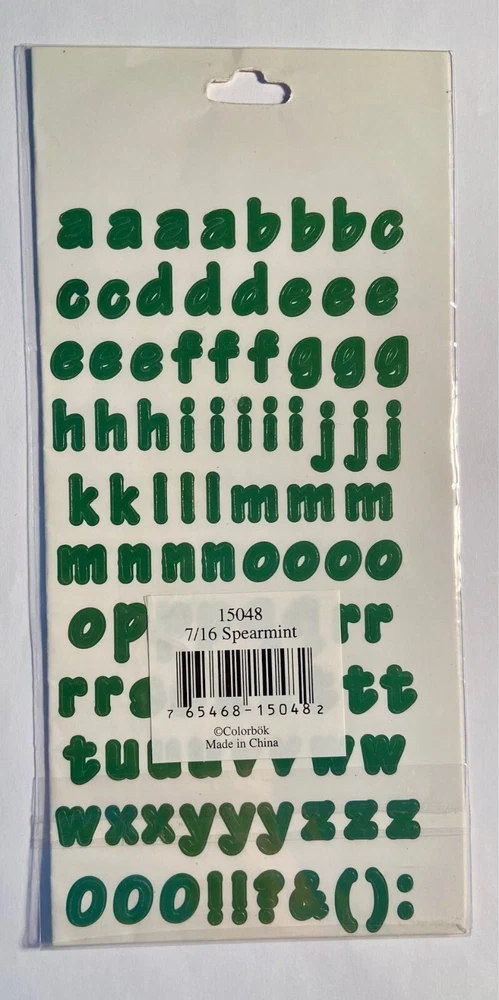 a a a a b b b c
c c d d d e e e
e e e f f f g g g
h h h i i i i i j j j
k k l l l m m m
m n n n o o o o
o p r r
r r s t t
t u u u v v w w
w x x y y y z z z
O O O ! ! ? & ( ) :
15048
7/16 Spearmint
7 65468-15048 2
©Colorbök
Made in China